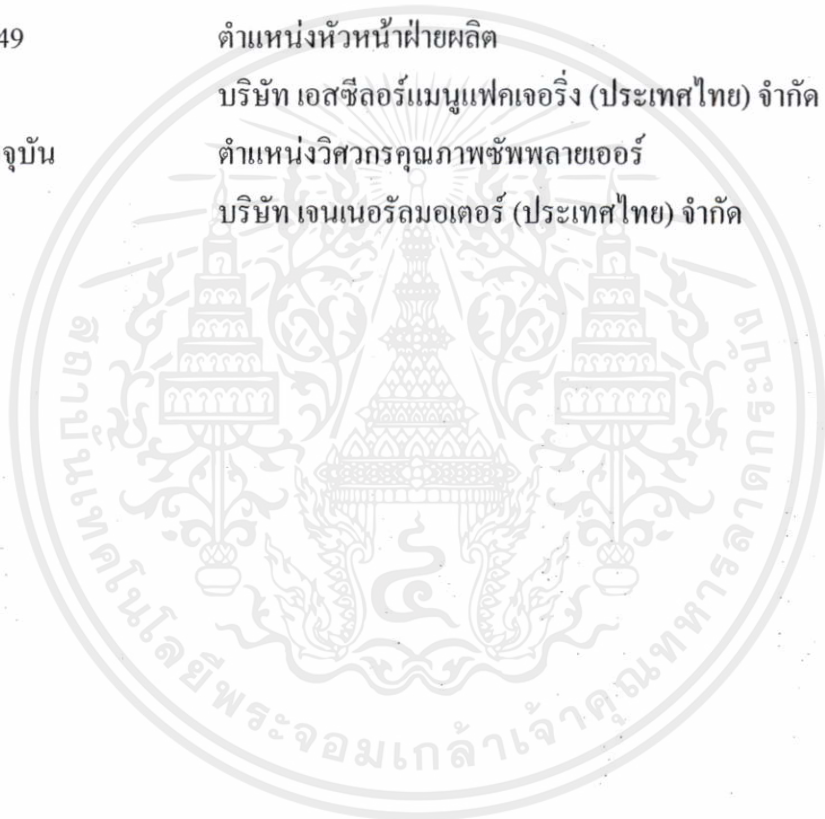 49 ตำแหน่งหัวหน้าฝ่ายผลิต
บริษัท เอสซีลอร์แมนูแฟคเจอริ่ง (ประเทศไทย) จำกัด
จุบัน ตำแหน่งวิศวกรคุณภาพซัพพลายเออร์
บริษัท เจนเนอรัลมอเตอร์ (ประเทศไทย) จำกัด
สถาบันเทคโนโลยีพระจอมเกล้าเจ้าคุณทหารลาดกระบัง